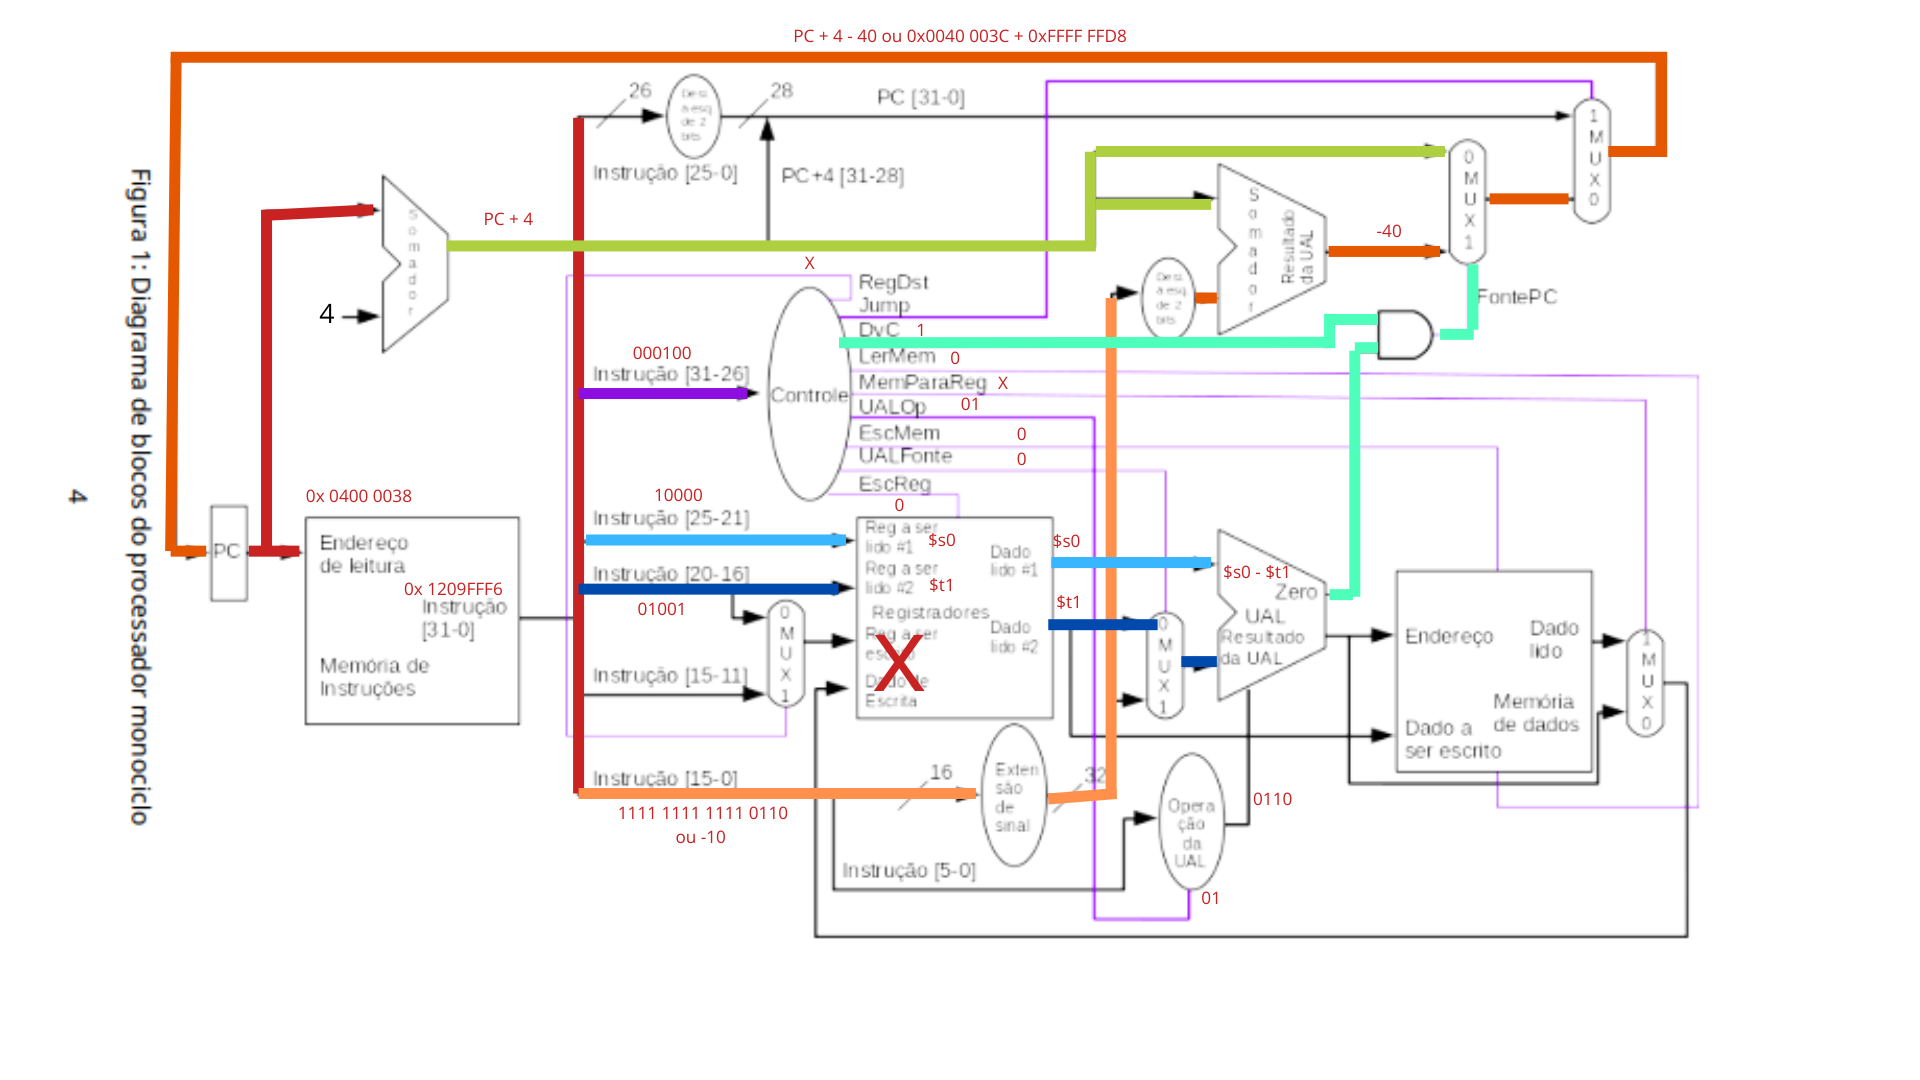 PC + 4 - 40 ou 0x0040 003C + 0xFFFF FFD8
26
Desl
à esq
de 2
bits
28
PC [31-0]
Instrução [25-0]
PC+4 [31-28]
1
M
U
X
0
0
M
U
X
1
Somador
PC + 4
4
Somador
Resultado
da UAL
-40
Desl
à esq
de 2
bits
FontePC
X
RegDst
Jump
DvC 1
LerMem 0
MemParaReg X
UALOp 01
EscMem 0
UALFonte 0
EscReg
0
Controle
000100
Instrução [31-26]
10000
Instrução [25-21]
Instrução [20-16]
01001
Instrução [15-11]
0
M
U
X
1
PC
0x 0400 0038
Endereço
de leitura
0x 1209FFF6
Instrução
[31-0]
Memória de
Instruções
Reg a ser
lido #1
$s0
Reg a ser
lido #2
$t1
Registradores
Reg a ser
X
Dado de
Escrita
Dado
lido #1
Dado
lido #2
$s0
$t1
0
M
U
X
1
$s0 - $t1
Zero
UAL
Resultado
da UAL
Endereço
Dado
lido
Memória
de dados
Dado a
ser escrito
1
M
U
X
0
Instrução [15-0]
1111 1111 1111 0110
ou -10
16
Exten
são
de
sinal
32
Opera
ção
da
UAL
0110
01
Instrução [5-0]
Figura 1: Diagrama de blocos do processador monociclo
4